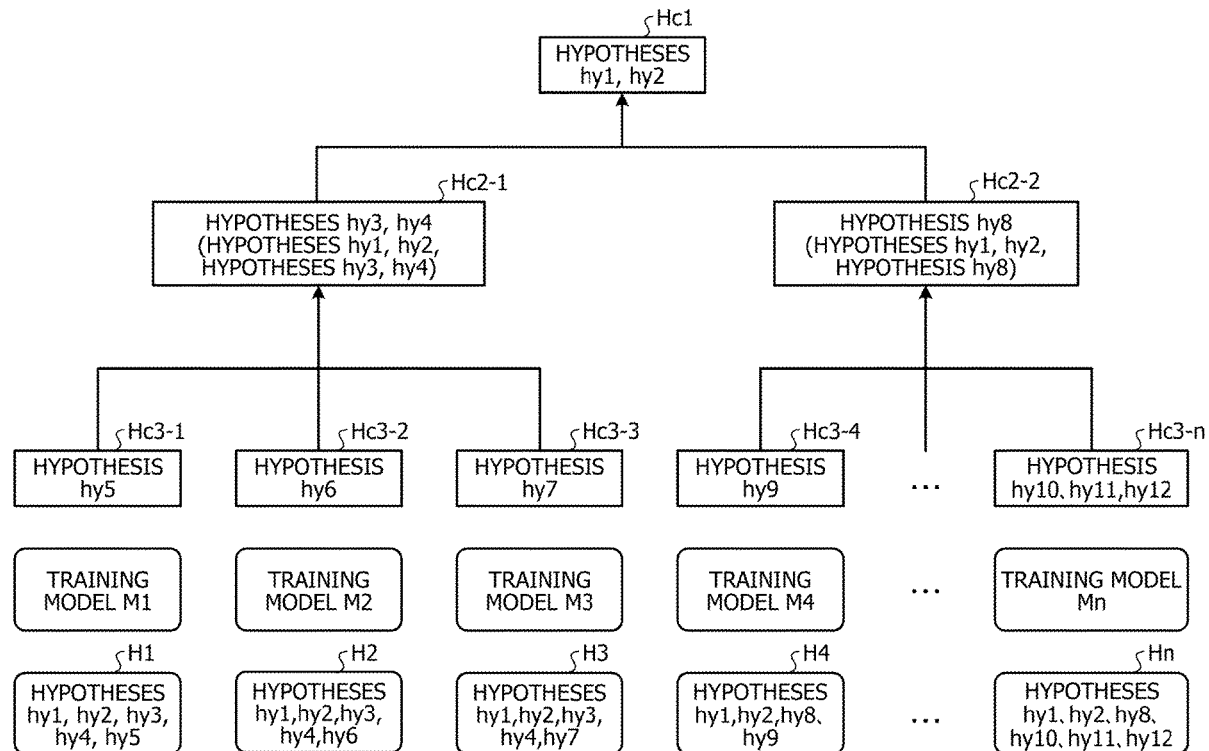 Hc1
HYPOTHESES
hy1, hy2
Hc2-1
HYPOTHESES hy3, hy4
(HYPOTHESES hy1, hy2,
HYPOTHESES hy3, hy4)
Hc2-2
HYPOTHESIS hy8
(HYPOTHESES hy1, hy2,
HYPOTHESIS hy8)
Hc3-1
HYPOTHESIS
hy5
Hc3-2
HYPOTHESIS
hy6
Hc3-3
HYPOTHESIS
hy7
Hc3-4
HYPOTHESIS
hy9
...
Hc3-n
HYPOTHESIS
hy10、hy11,hy12
TRAINING
MODEL M1
TRAINING
MODEL M2
TRAINING
MODEL M3
TRAINING
MODEL M4
...
TRAINING MODEL
Mn
H1
HYPOTHESES
hy1, hy2, hy3,
hy4, hy5
H2
HYPOTHESES
hy1,hy2,hy3,
hy4,hy6
H3
HYPOTHESES
hy1,hy2,hy3,
hy4,hy7
H4
HYPOTHESES
hy1,hy2,hy8、
hy9
...
Hn
HYPOTHESES
hy1、hy2、hy8、
hy10、hy11、hy12